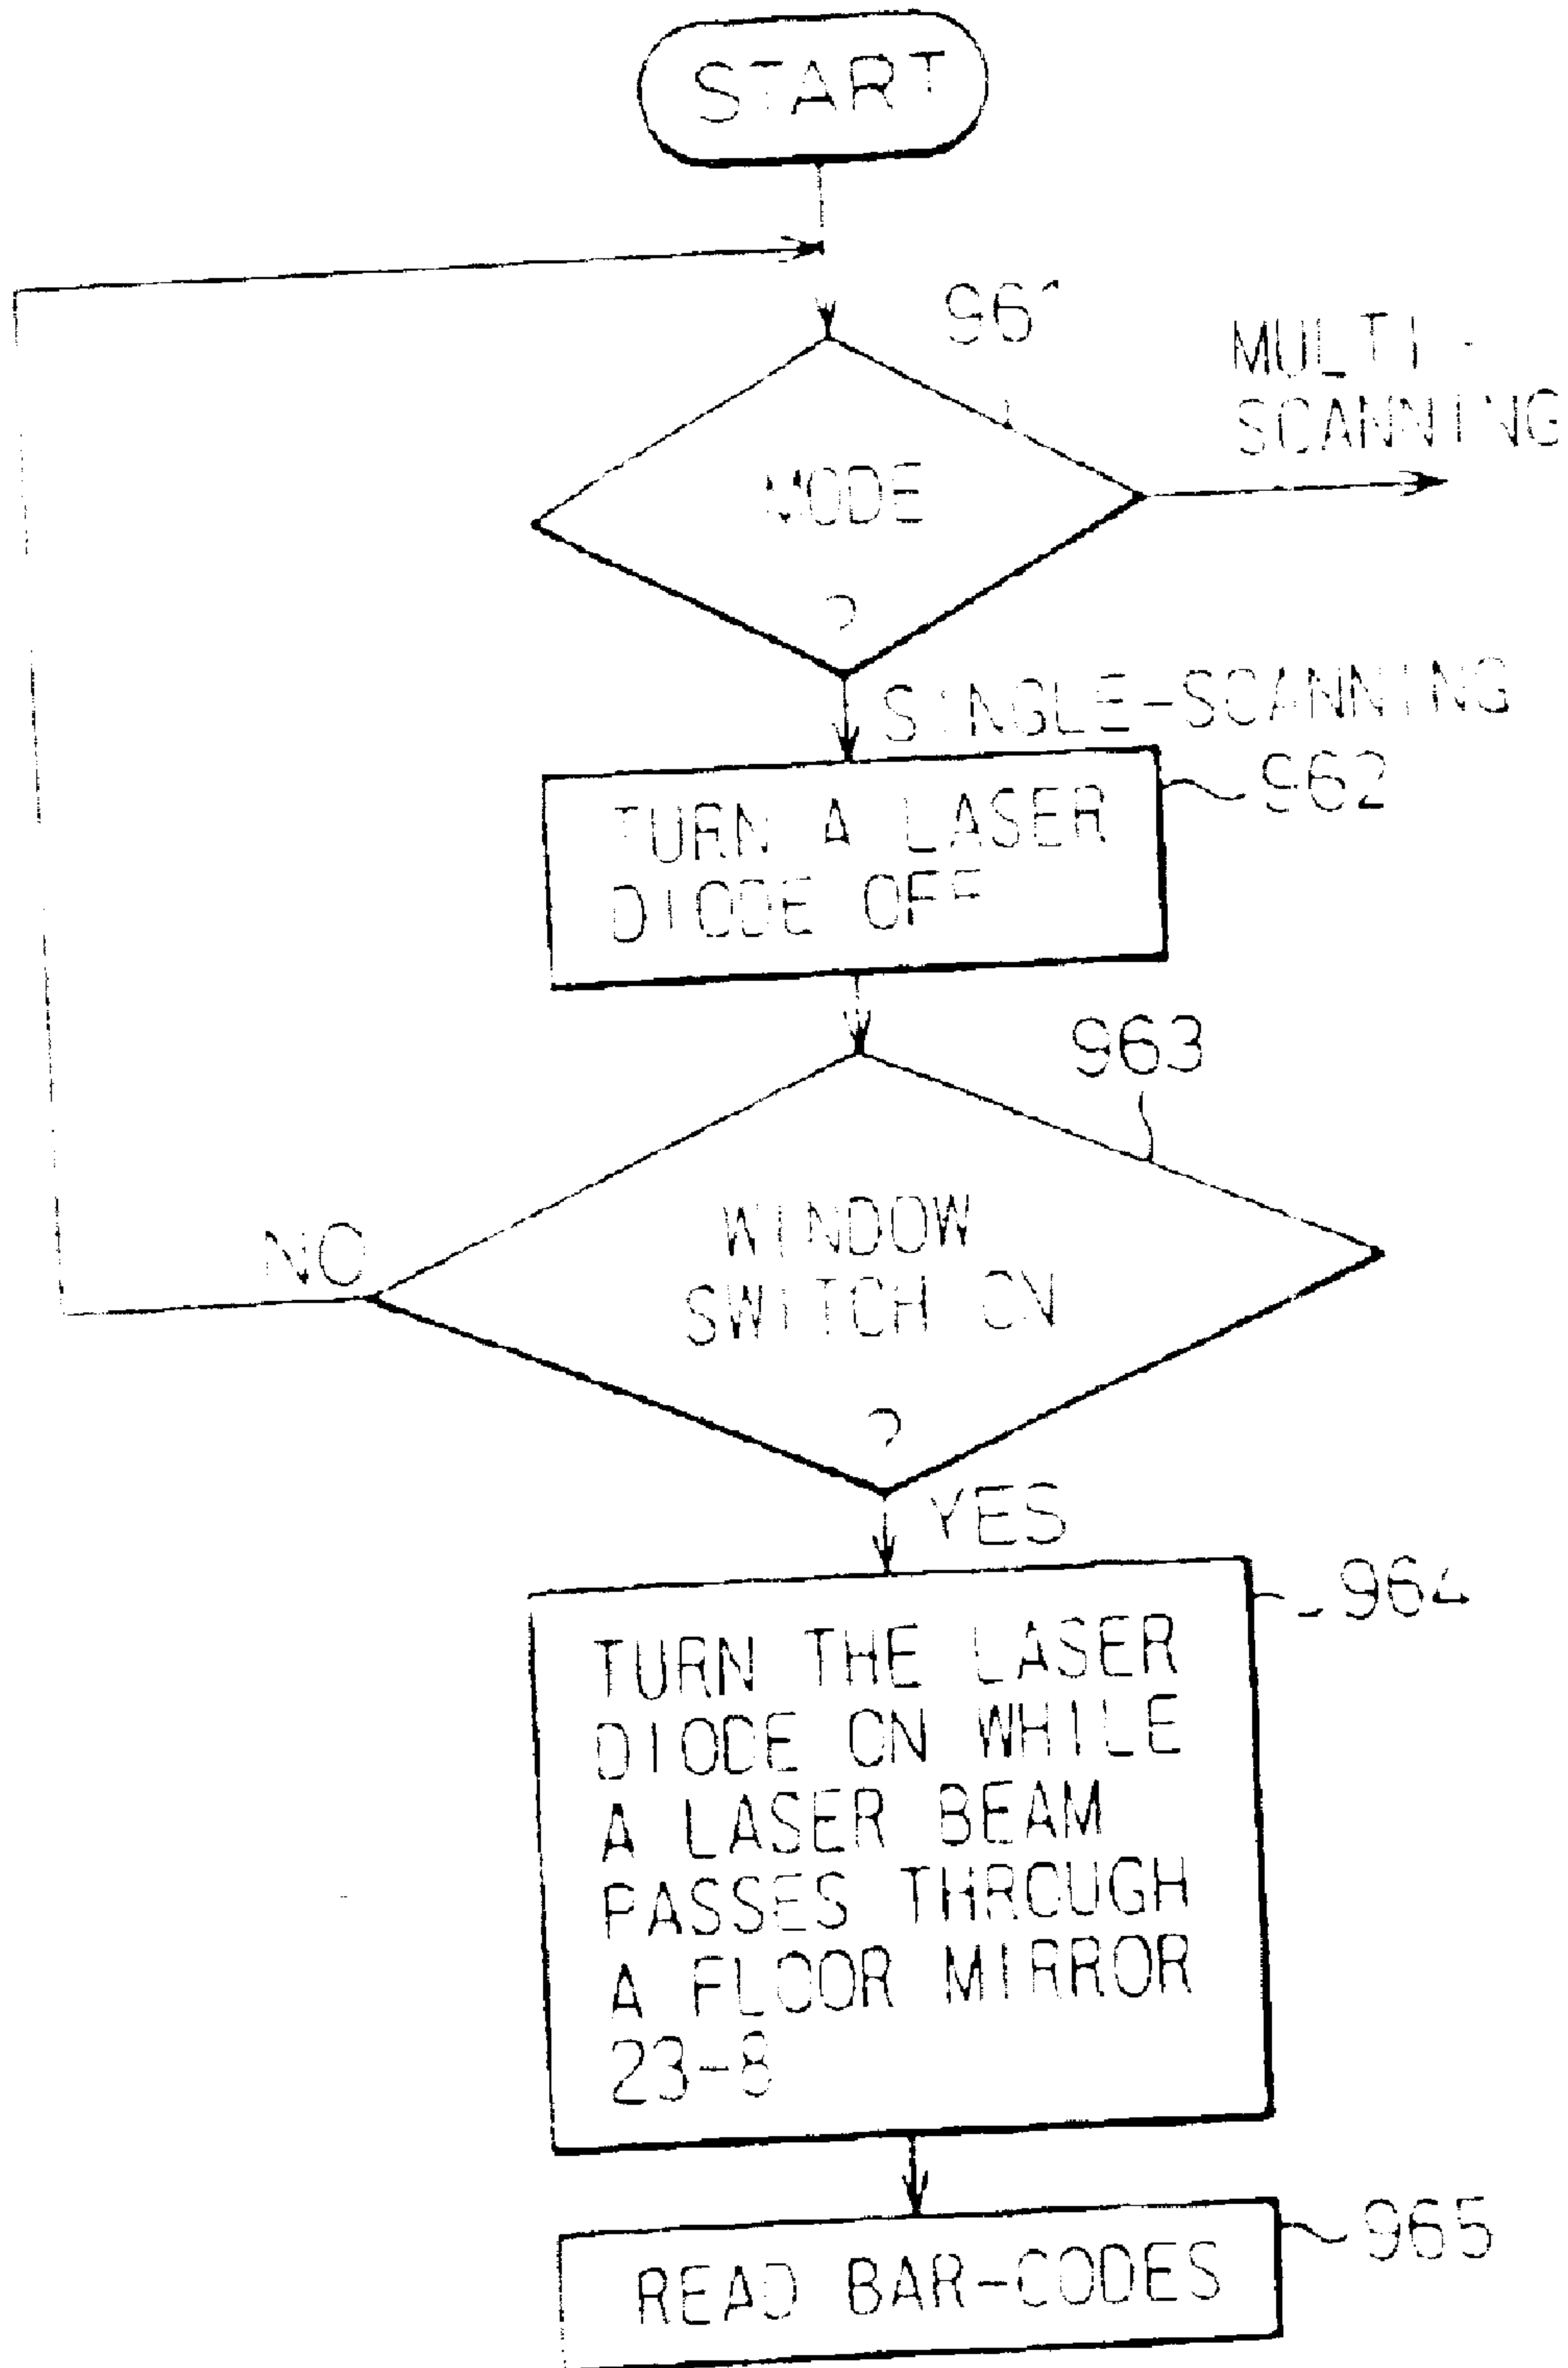 START
961
MULTI-
SCANNING
MODE
?
SINGLE-SCANNING
962
TURN A LASER
DIODE OFF
963
WINDOW
SWITCH ON
?
NO
YES
964
TURN THE LASER
DIODE ON WHILE
A LASER BEAM
PASSES THROUGH
A FLOOR MIRROR
23-8
965
READ BAR-CODES